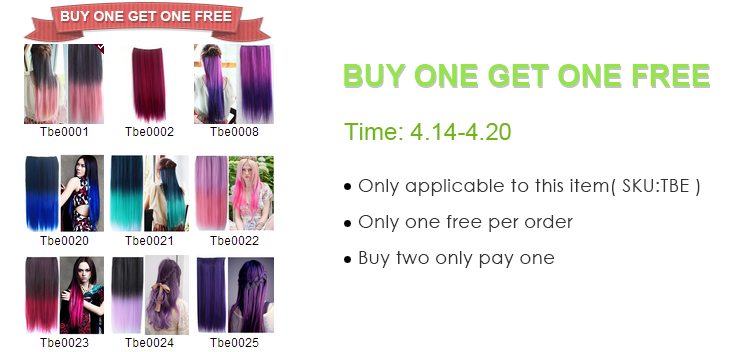 BUY ONE GET ONE FREE
Tbe0001 Tbe0002 Tbe0008
Tbe0020 Tbe0021 Tbe0022
Tbe0023 Tbe0024 Tbe0025
BUY ONE GET ONE FREE
Time: 4.14-4.20
• Only applicable to this item( SKU:TBE )
• Only one free per order
• Buy two only pay one